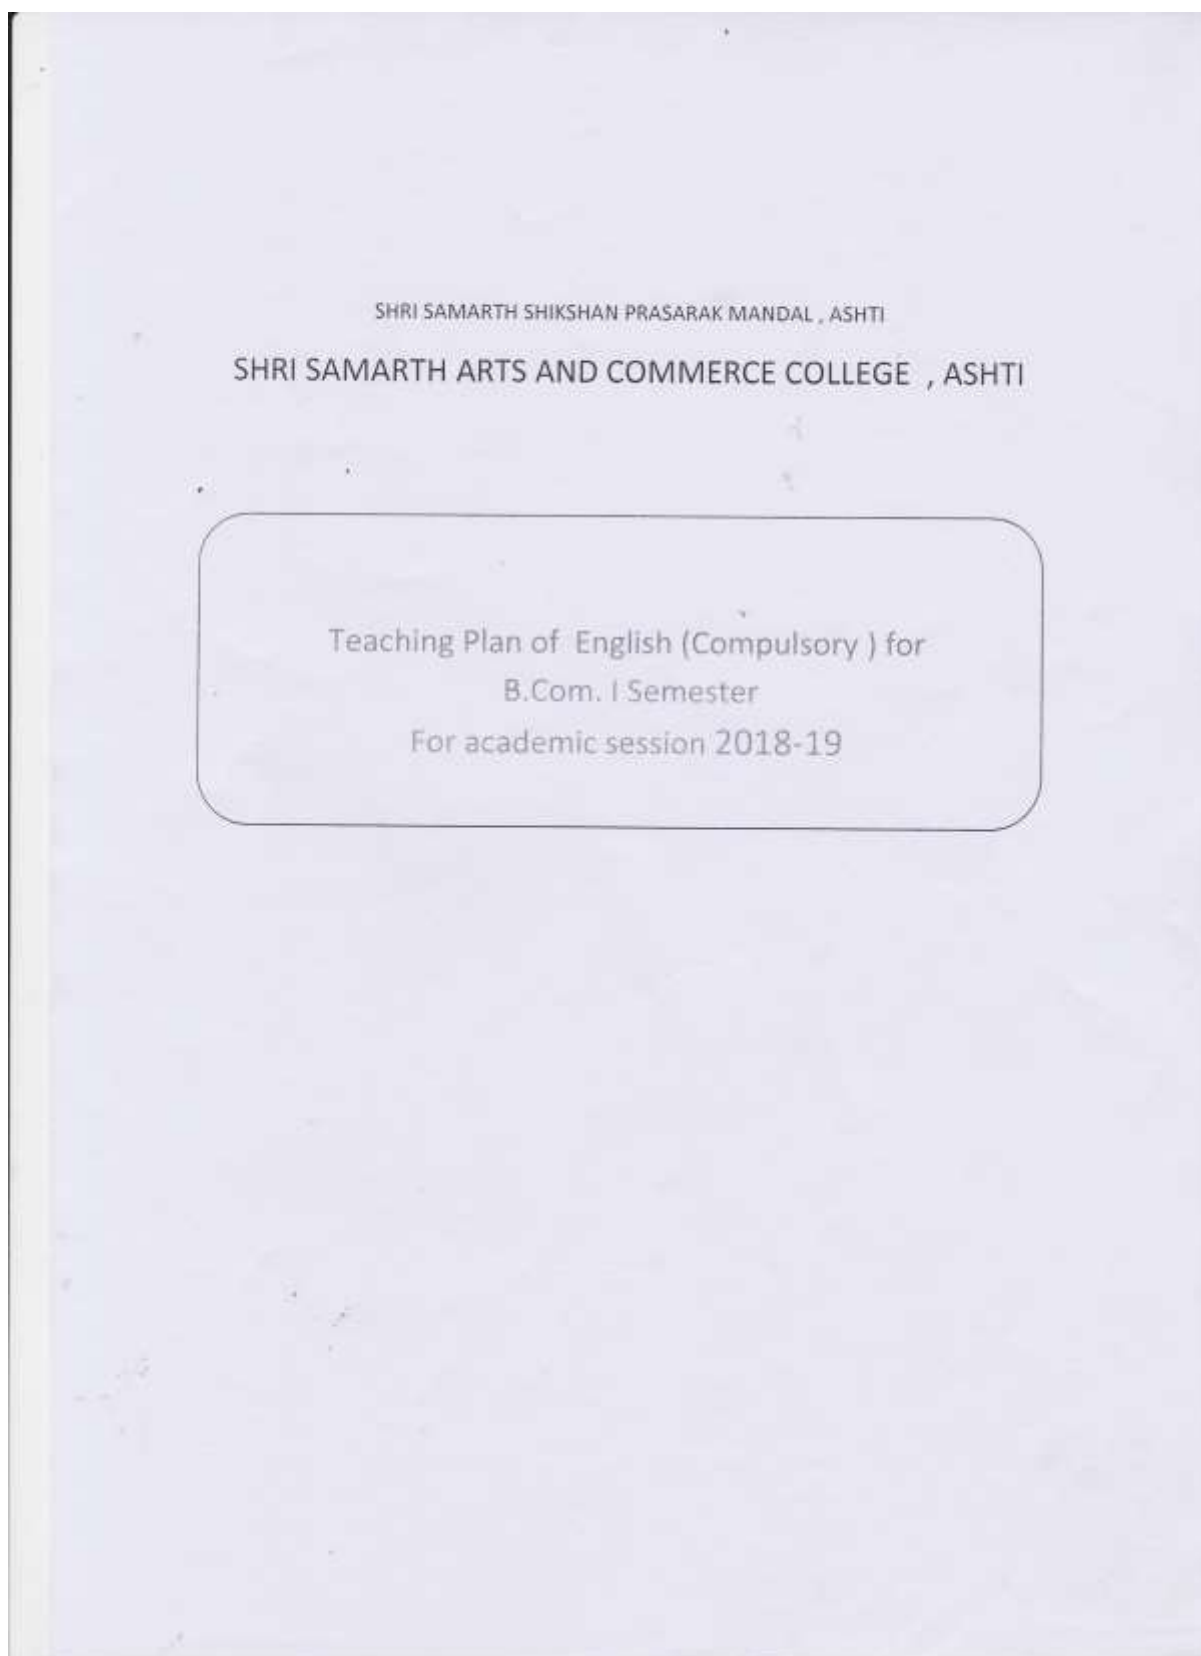 SHRI SAMARTH SHIKSHAN PRASARAK MANDAL , ASHTI
SHRI SAMARTH ARTS AND COMMERCE COLLEGE , ASHTI
Teaching Plan of English (Compulsory ) for
B.Com. I Semester
For academic session 2018-19